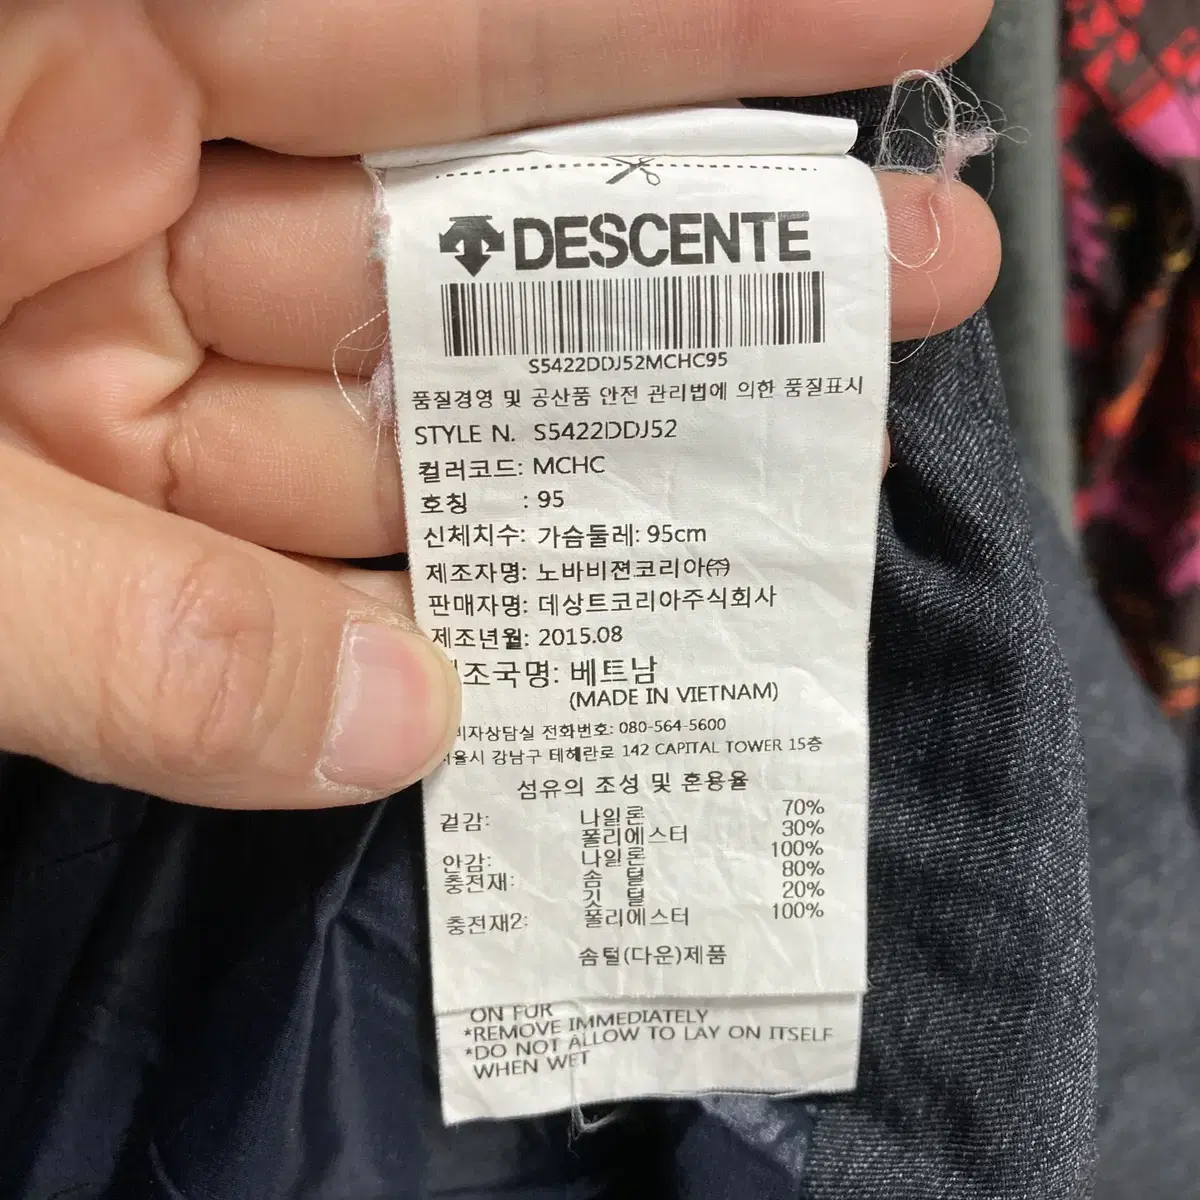 DESCENTE
S5422DDJ52MCHC95
품질경영 및 공산품 안전 관리법에 의한 품질표시
STYLE N. S5422DDJ52
컬러코드: MCHC
호칭 : 95
신체치수: 가슴둘레: 95cm
제조자명: 노바비젼코리아㈜
판매자명: 데상트코리아주식회사
제조년월: 2015.08
조국명: 베트남
(MADE IN VIETNAM)
비자상담실 전화번호: 080-564-5600
울시 강남구 테헤란로 142 CAPITAL TOWER 15층
섬유의 조성 및 혼용율
겉감: 나일론 70%
폴리에스터 30%
안감: 나일론 100%
충전재: 솜 털 80%
깃 털 20%
충전재2: 폴리에스터 100%
솜털(다운)제품
ON FUR
*REMOVE IMMEDIATELY
*DO NOT ALLOW TO LAY ON ITSELF
WHEN WET